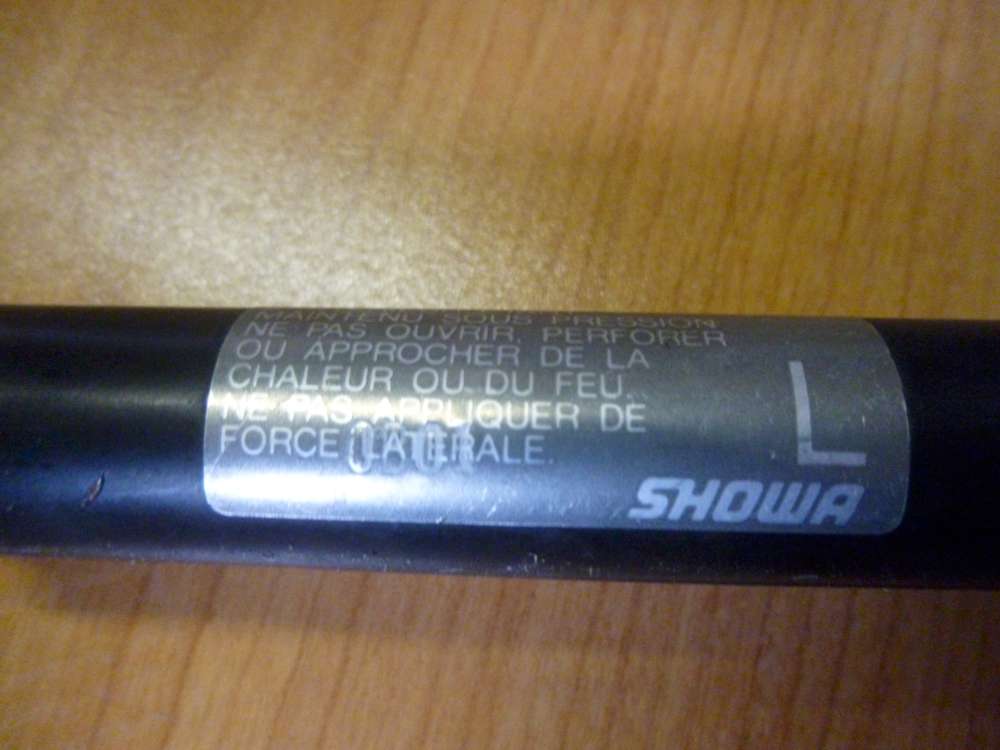 MAINTENU SOUS PRESSION
NE PAS OUVRIR, PERFORER
OU APPROCHER DE LA
CHALEUR OU DU FEU.
NE PAS APPLIQUER DE
FORCE LATERALE.
L
SHOWA